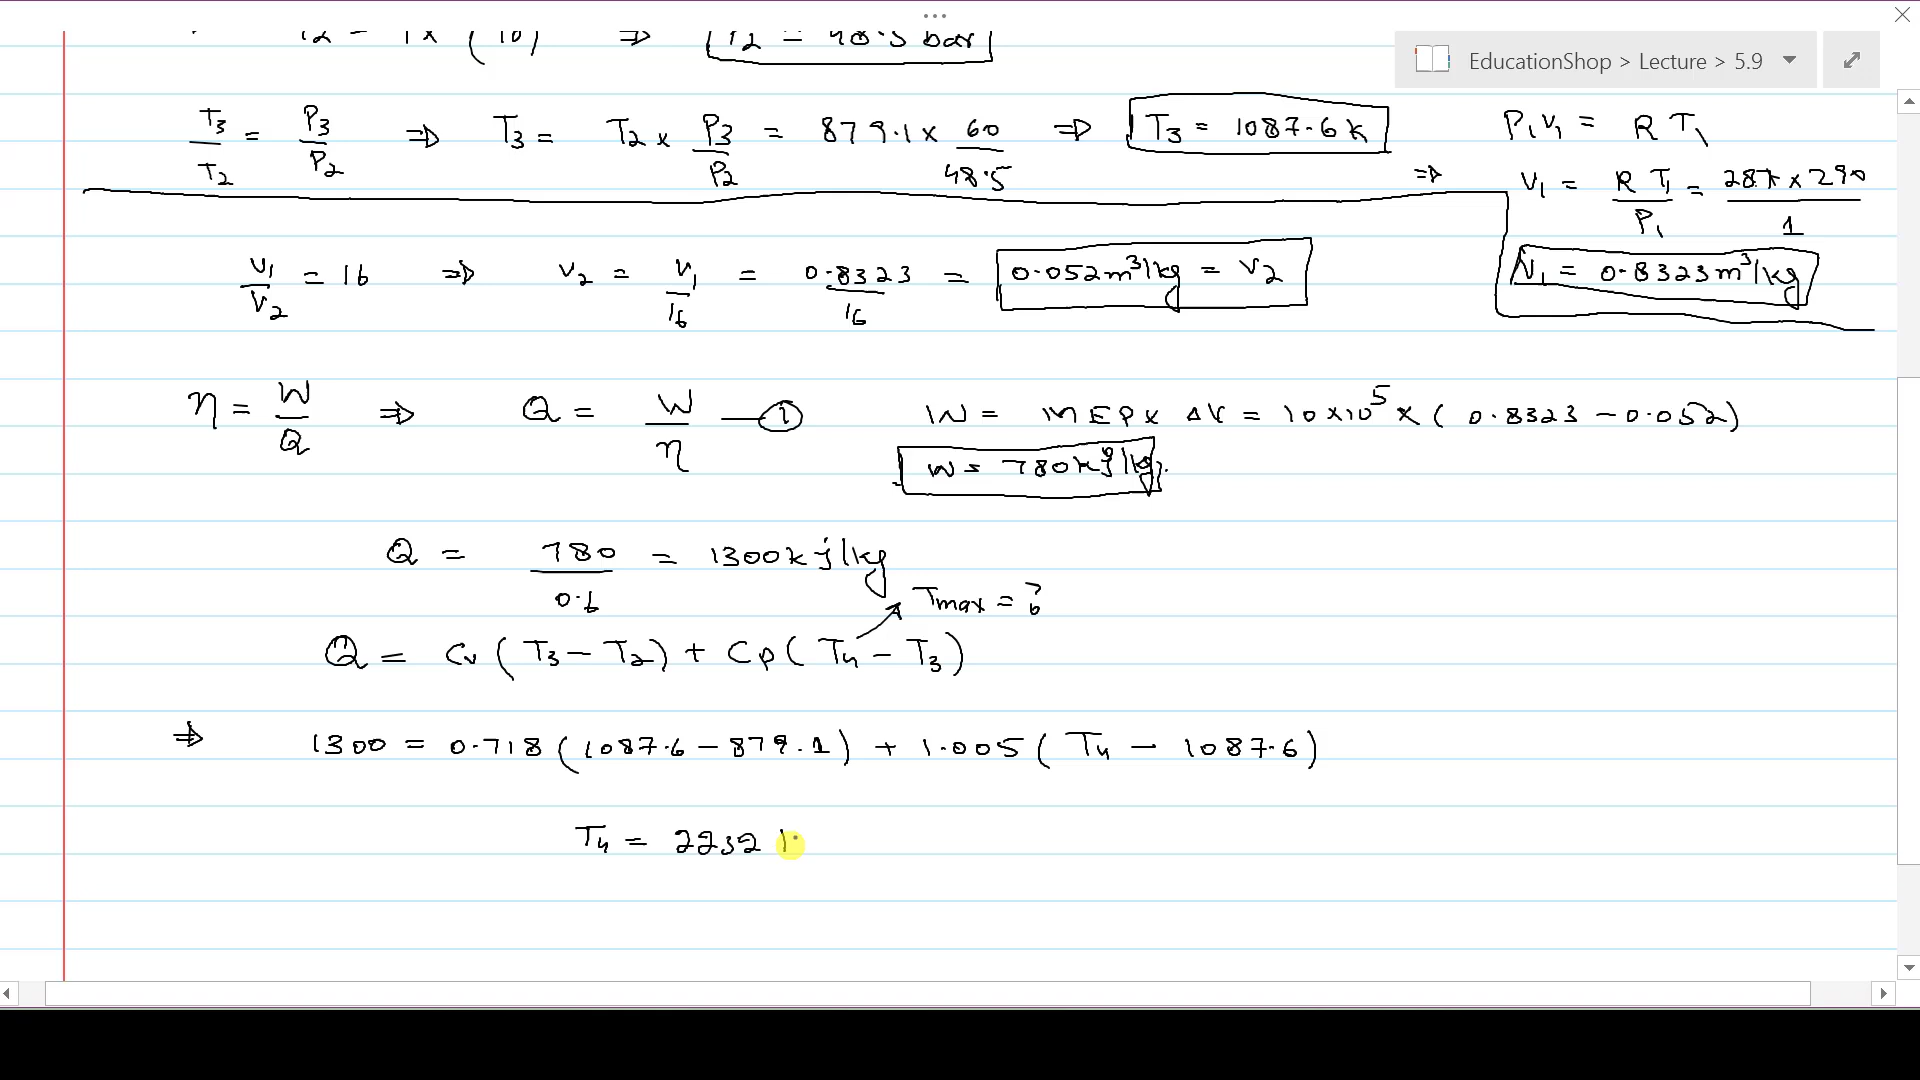 EducationShop > Lecture > 5.9
T3/T2 = P3/P2 ⇒ T3 = T2 × P3/P2 = 879.1 × 60/48.5 ⇒ T3 = 1087.6 k
P1V1 = R T1
⇒ V1 = R T1/P1 = 287 × 290/1
V1 = 0.8323 m³/kg
V1/V2 = 16 ⇒ V2 = V1/16 = 0.8323/16 = 0.052 m³/kg = V2
η = W/Q ⇒ Q = W/η — ①
W = MEP × ΔV = 10 × 10⁵ × (0.8323 − 0.052)
W = 780 kj/kg.
Q = 780/0.6 = 1300 kj/kg
Tmax = ?
Q = Cv (T3 − T2) + Cp (T4 − T3)
⇒ 1300 = 0.718 (1087.6 − 879.1) + 1.005 (T4 − 1087.6)
T4 = 2232